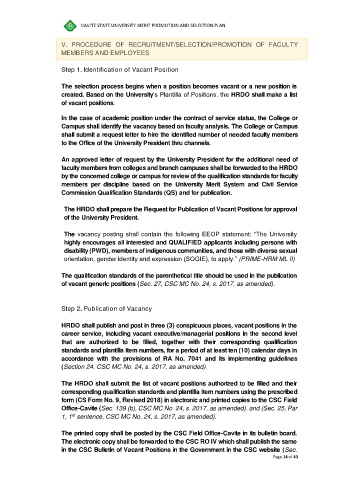 CAVITE STATE UNIVERSITY MERIT PROMOTION AND SELECTION PLAN
V. PROCEDURE OF RECRUITMENT/SELECTION/PROMOTION OF FACULTY
MEMBERS AND EMPLOYEES
Step 1. Identification of Vacant Position
The selection process begins when a position becomes vacant or a new position is
created. Based on the University's Plantilla of Positions, the HRDO shall make a list
of vacant positions.
In the case of academic position under the contract of service status, the College or
Campus shall identify the vacancy based on faculty analysis. The College or Campus
shall submit a request letter to hire the identified number of needed faculty members
to the Office of the University President thru channels.
An approved letter of request by the University President for the additional need of
faculty members from colleges and branch campuses shall be forwarded to the HRDO
by the concerned college or campus for review of the qualification standards for faculty
members per discipline based on the University Merit System and Civil Service
Commission Qualification Standards (QS) and for publication.
The HRDO shall prepare the Request for Publication of Vacant Positions for approval
of the University President.
The vacancy posting shall contain the following EEOP statement: "The University
highly encourages all interested and QUALIFIED applicants including persons with
disability (PWD), members of indigenous communities, and those with diverse sexual
orientation, gender identity and expression (SOGIE), to apply." (PRIME-HRM ML II)
The qualification standards of the parenthetical title should be used in the publication
of vacant generic positions (Sec. 27, CSC MC No. 24, s. 2017, as amended).
Step 2. Publication of Vacancy
HRDO shall publish and post in three (3) conspicuous places, vacant positions in the
career service, including vacant executive/managerial positions in the second level
that are authorized to be filled, together with their corresponding qualification
standards and plantilla item numbers, for a period of at least ten (10) calendar days in
accordance with the provisions of RA No. 7041 and its implementing guidelines
(Section 24, CSC MC No. 24, s. 2017, as amended).
The HRDO shall submit the list of vacant positions authorized to be filled and their
corresponding qualification standards and plantilla item numbers using the prescribed
form (CS Form No. 9, Revised 2018) in electronic and printed copies to the CSC Field
Office-Cavite (Sec. 139 (b), CSC MC No. 24, s. 2017, as amended). and (Sec. 25, Par
1, 1st sentence, CSC MC No. 24, s. 2017, as amended).
The printed copy shall be posted by the CSC Field Office-Cavite in its bulletin board.
The electronic copy shall be forwarded to the CSC RO IV which shall publish the same
in the CSC Bulletin of Vacant Positions in the Government in the CSC website (Sec.
Page 14 of 43